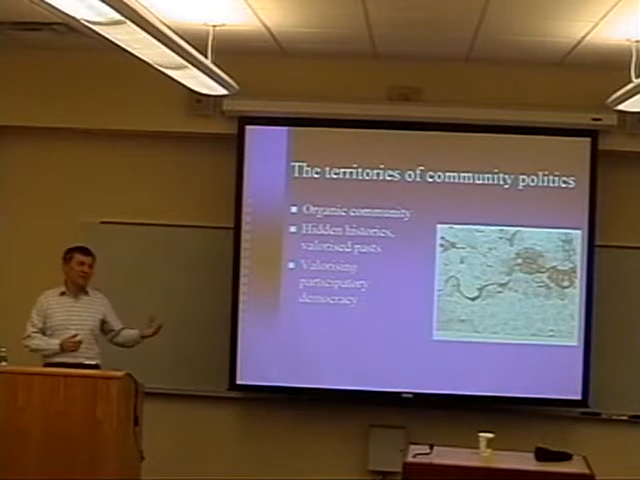 The territories of community politics
Organic community
Hidden histories,
valorised pasts
Valorising
participatory
democracy